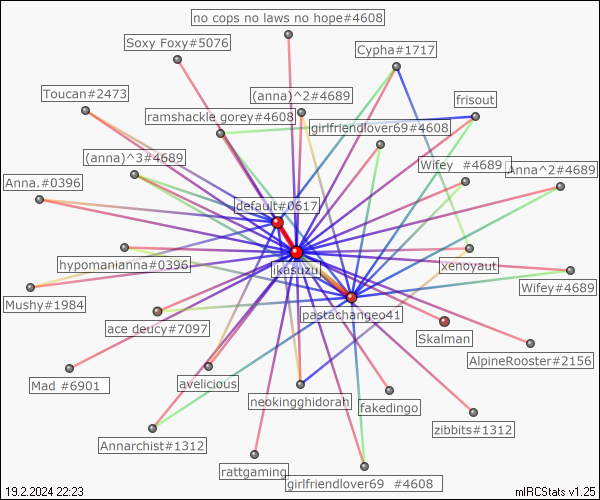 no cops no laws no hope#4608
Soxy Foxy#5076
Cypha#1717
Toucan#2473
(anna)^2#4689
frisout
ramshackle gorey#4608
girlfriendlover69#4608
(anna)^3#4689
Wifey #4689
Anna^2#4689
Anna.#0396
default#0617
hypomanianna#0396
ikasuzu
xenoyaut
Wifey#4689
Mushy#1984
pastachangeo41
ace deucy#7097
Skalman
AlpineRooster#2156
Mad #6901
avelicious
neokingghidorah
fakedingo
zibbits#1312
Annarchist#1312
rattgaming
girlfriendlover69 #4608
19.2.2024 22:23
mIRCStats v1.25